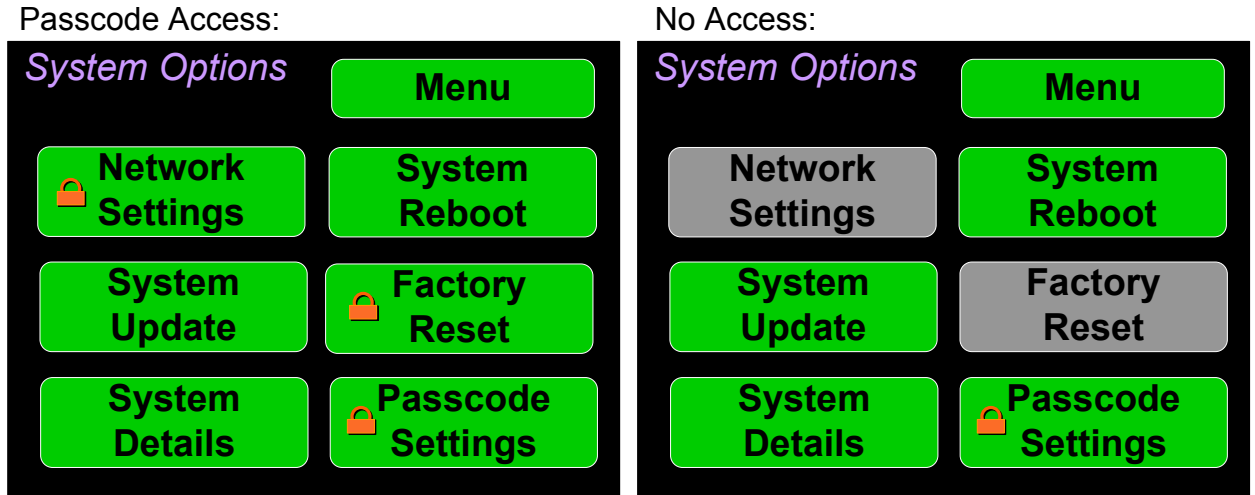 Passcode Access:
System Options
Menu
Network
Settings
System
Reboot
System
Update
Factory
Reset
System
Details
Passcode
Settings
No Access:
System Options
Menu
Network
Settings
System
Reboot
System
Update
Factory
Reset
System
Details
Passcode
Settings